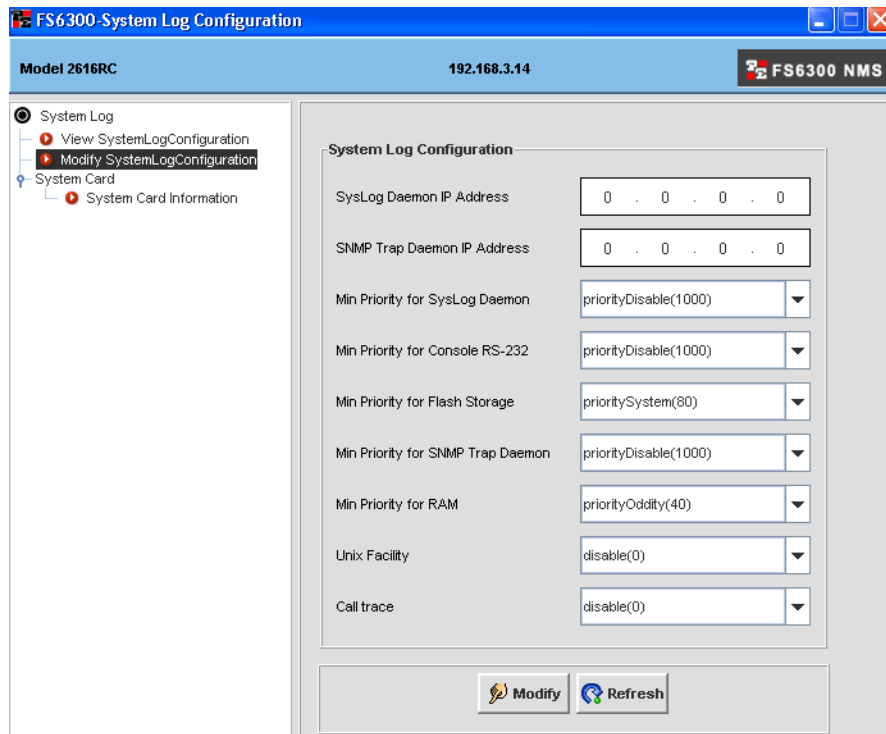 FS6300-System Log Configuration
Model 2616RC
192.168.3.14
FS6300 NMS
System Log
View SystemLogConfiguration
Modify SystemLogConfiguration
System Card
System Card Information
System Log Configuration
SysLog Daemon IP Address 0 . 0 . 0 . 0
SNMP Trap Daemon IP Address 0 . 0 . 0 . 0
Min Priority for SysLog Daemon priorityDisable(1000)
Min Priority for Console RS-232 priorityDisable(1000)
Min Priority for Flash Storage prioritySystem(80)
Min Priority for SNMP Trap Daemon priorityDisable(1000)
Min Priority for RAM priorityOddity(40)
Unix Facility disable(0)
Call trace disable(0)
Modify Refresh